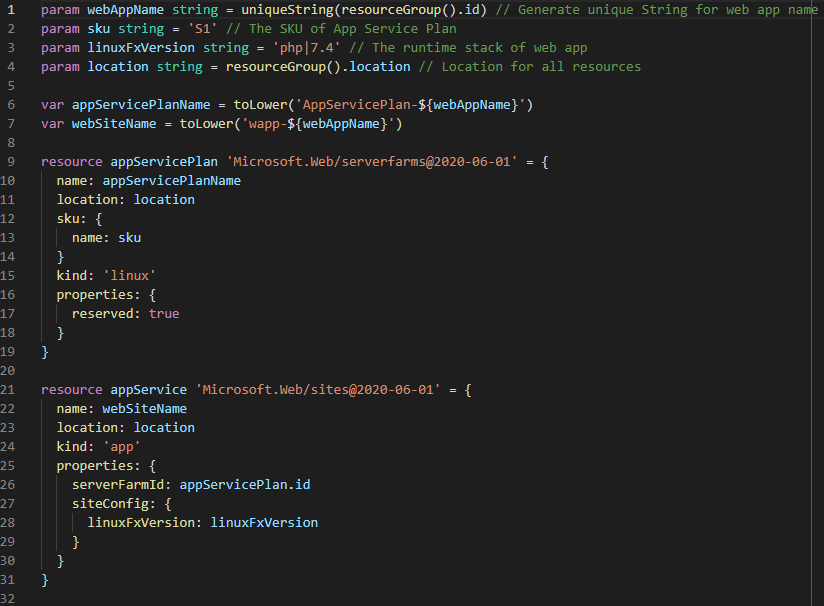 1 param webAppName string = uniqueString(resourceGroup().id) // Generate unique String for web app name
2 param sku string = 'S1' // The SKU of App Service Plan
3 param linuxFxVersion string = 'php|7.4' // The runtime stack of web app
4 param location string = resourceGroup().location // Location for all resources
5
6 var appServicePlanName = toLower('AppServicePlan-${webAppName}')
7 var webSiteName = toLower('wapp-${webAppName}')
8
9 resource appServicePlan 'Microsoft.Web/serverfarms@2020-06-01' = {
10   name: appServicePlanName
11   location: location
12   sku: {
13     name: sku
14   }
15   kind: 'linux'
16   properties: {
17     reserved: true
18   }
19 }
20
21 resource appService 'Microsoft.Web/sites@2020-06-01' = {
22   name: webSiteName
23   location: location
24   kind: 'app'
25   properties: {
26     serverFarmId: appServicePlan.id
27     siteConfig: {
28       linuxFxVersion: linuxFxVersion
29     }
30   }
31 }
32